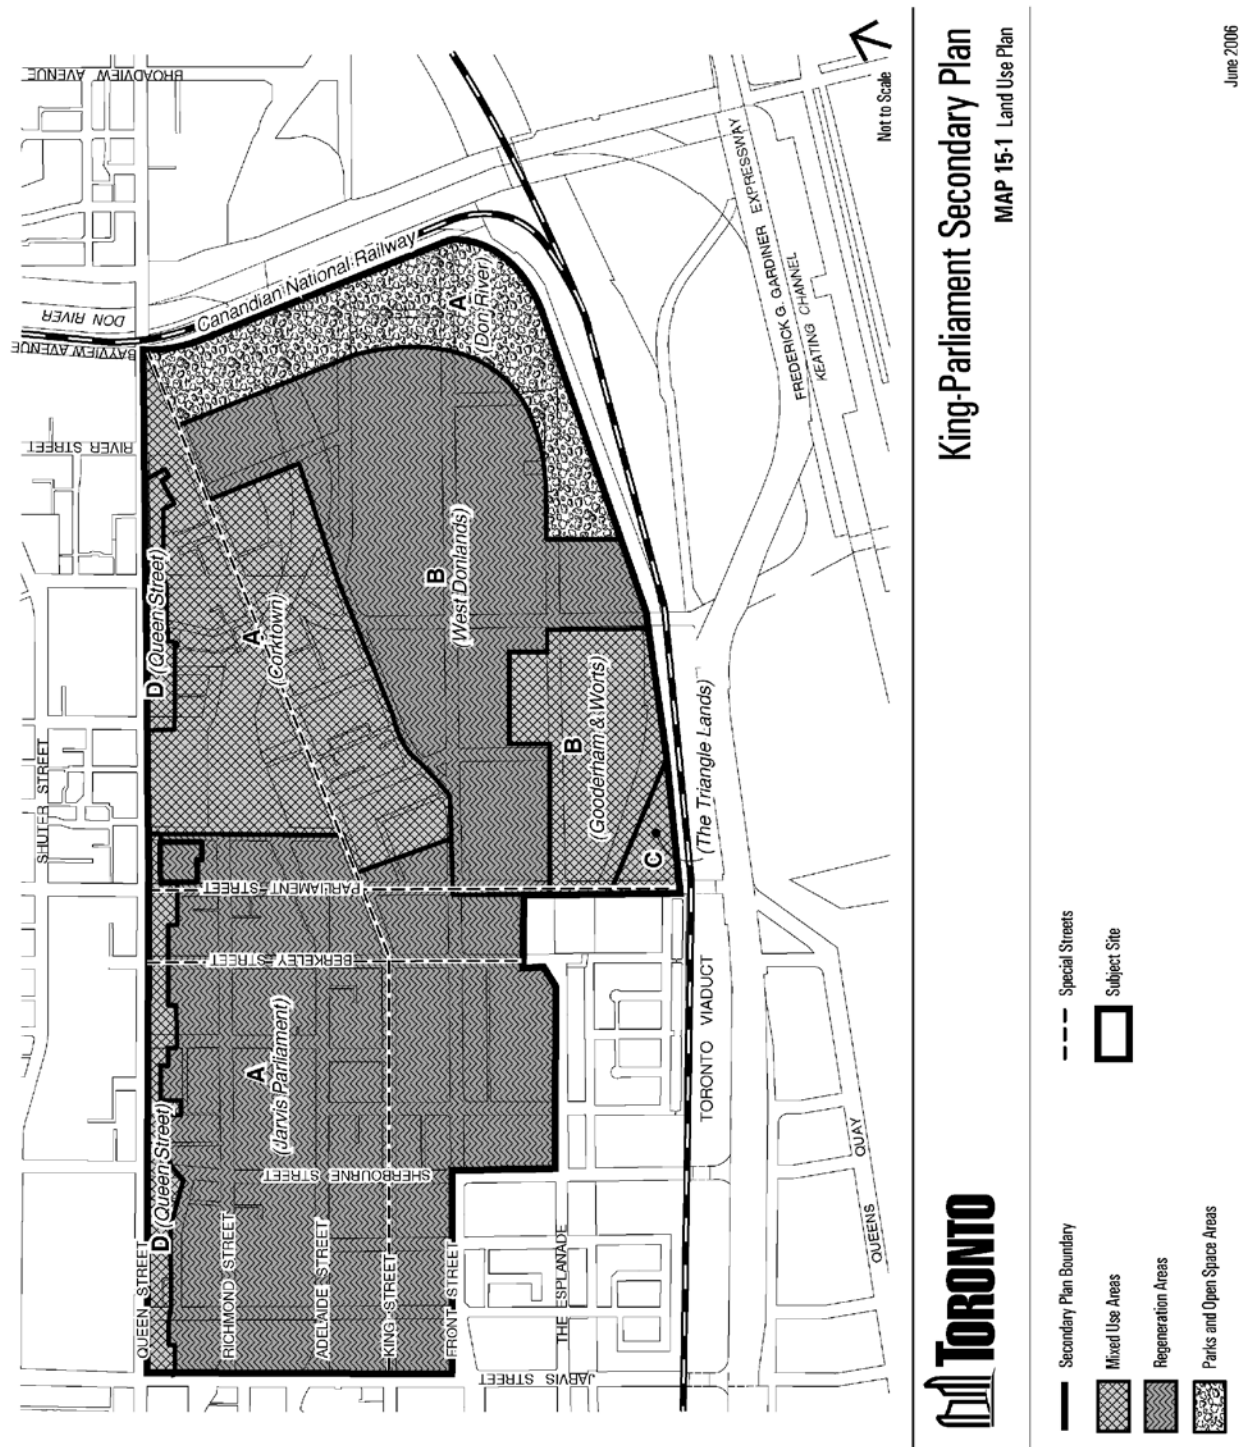 BROADVIEW AVENUE
DON RIVER
BAYVIEW AVENUE
RIVER STREET
SHUTER STREET
QUEEN STREET
RICHMOND STREET
ADELAIDE STREET
KING STREET
FRONT STREET
THE ESPLANADE
JARVIS STREET
SHERBOURNE STREET
BERKELEY STREET
PARLIAMENT STREET
Canandian National Railway
A
(Don River)
D (Queen Street)
A
(Corktown)
B
(West Donlands)
B
(Gooderham & Worts)
C
(The Triangle Lands)
A
(Jarvis Parliament)
D (Queen Street)
TORONTO VIADUCT
QUEENS QUAY
FREDERICK G. GARDINER EXPRESSWAY
KEATING CHANNEL
Not to Scale
TORONTO
King-Parliament Secondary Plan
MAP 15-1 Land Use Plan
Secondary Plan Boundary
Mixed Use Areas
Regeneration Areas
Parks and Open Space Areas
Special Streets
Subject Site
June 2006